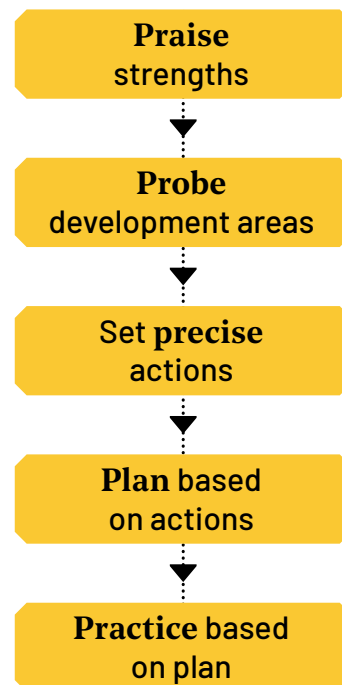 Praise
strengths
Probe
development areas
Set precise
actions
Plan based
on actions
Practice based
on plan